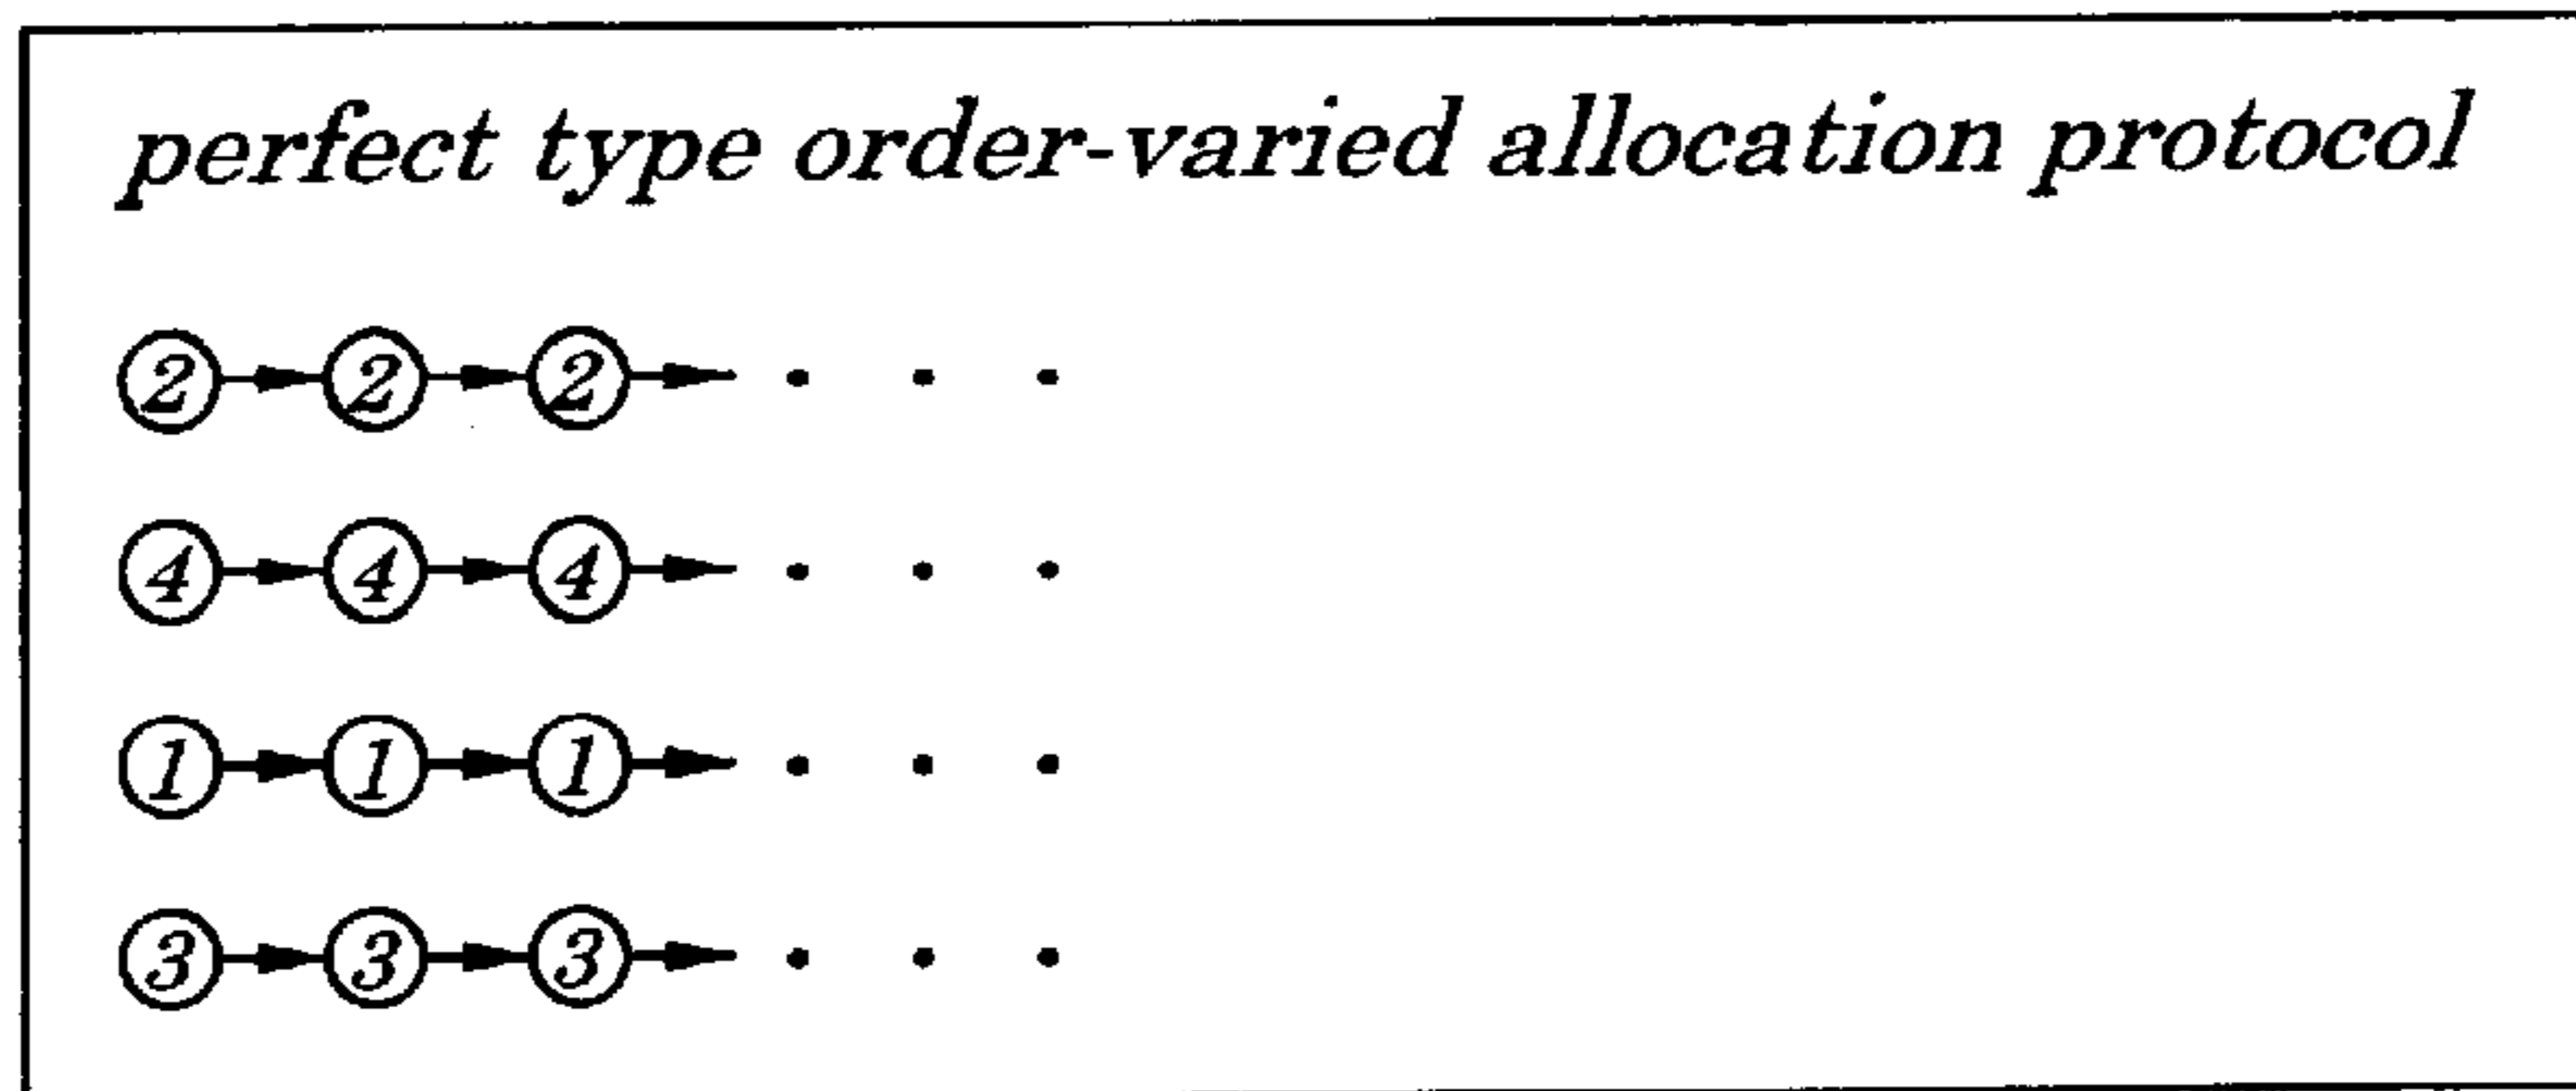 perfect type order-varied allocation protocol
2 2 2 . . .
4 4 4 . . .
1 1 1 . . .
3 3 3 . . .